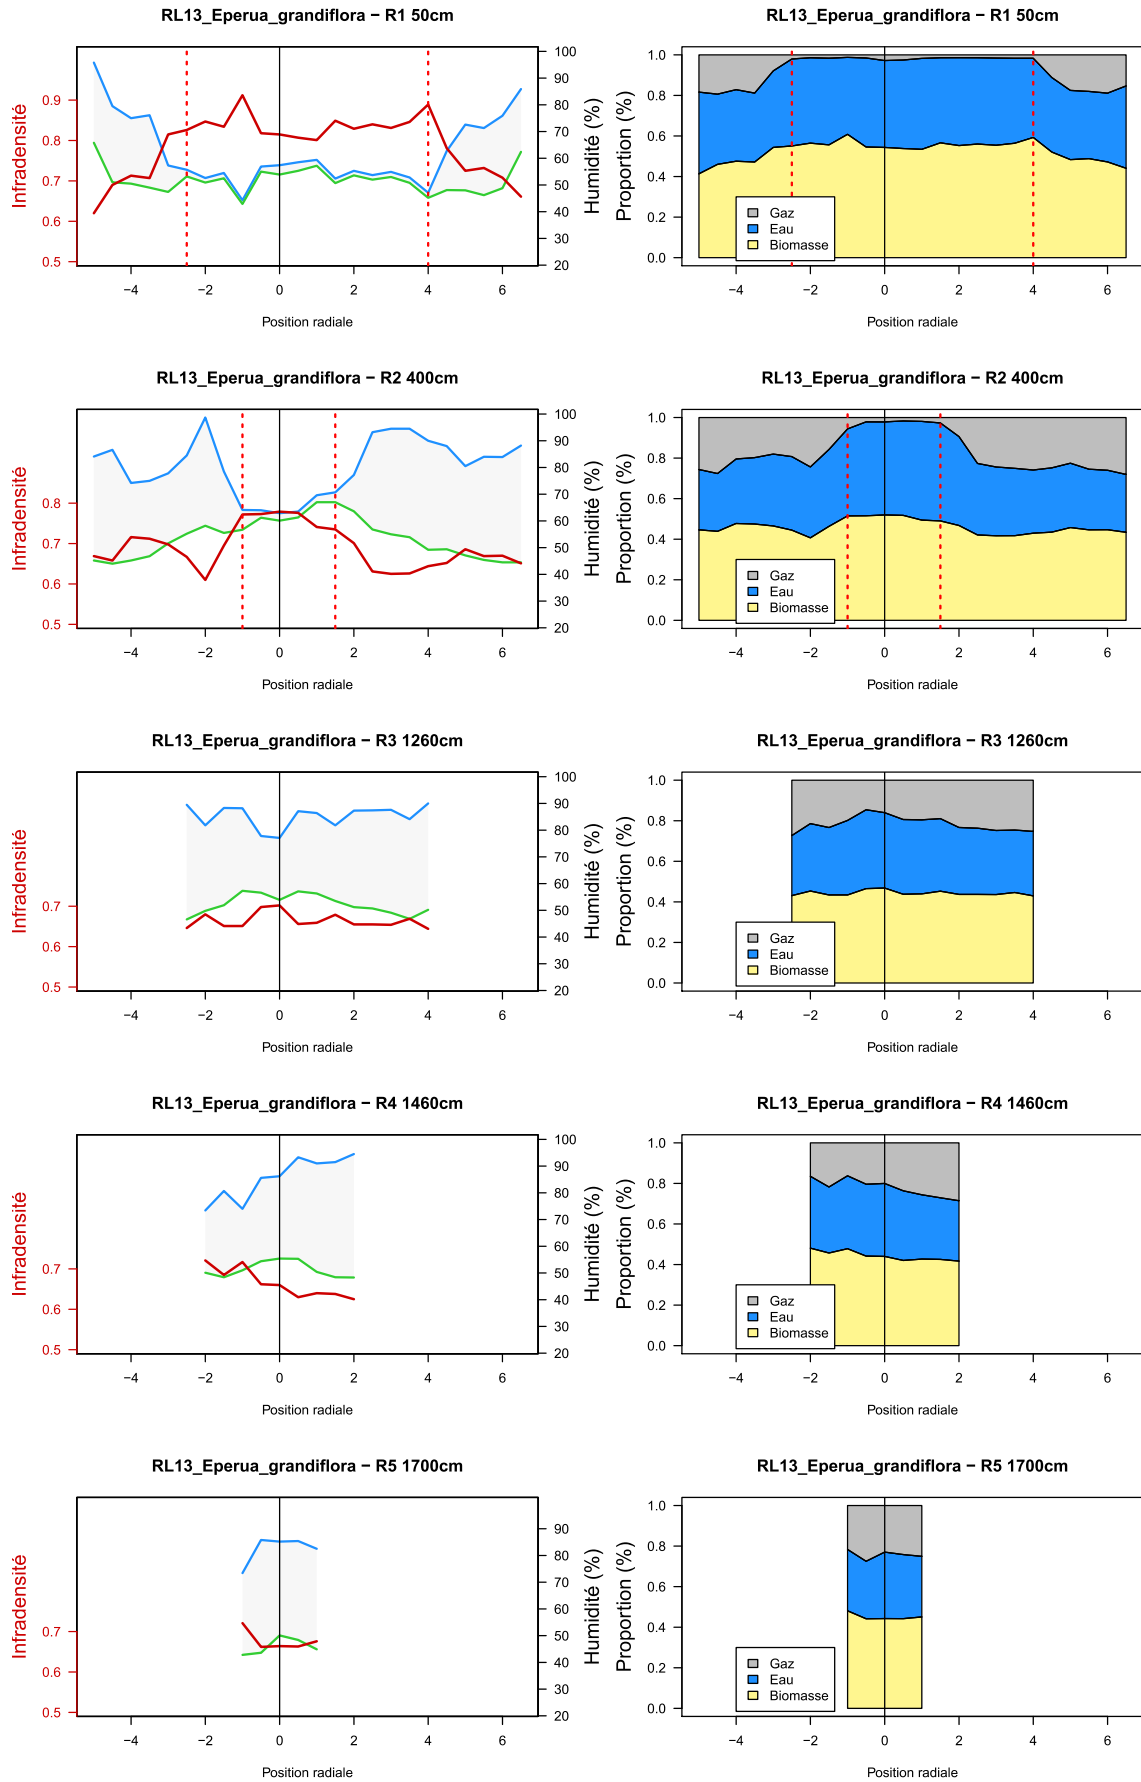 RL13_Eperua_grandiflora − R1 50cm
Infradensité
0.5 0.6 0.7 0.8 0.9
20 30 40 50 60 70 80 90 100
Humidité (%)
−4 −2 0 2 4 6
Position radiale
RL13_Eperua_grandiflora − R1 50cm
Proportion (%)
0.0 0.2 0.4 0.6 0.8 1.0
Gaz
Eau
Biomasse
−4 −2 0 2 4 6
Position radiale
RL13_Eperua_grandiflora − R2 400cm
Infradensité
0.5 0.6 0.7 0.8
20 30 40 50 60 70 80 90 100
Humidité (%)
−4 −2 0 2 4 6
Position radiale
RL13_Eperua_grandiflora − R2 400cm
Proportion (%)
0.0 0.2 0.4 0.6 0.8 1.0
Gaz
Eau
Biomasse
−4 −2 0 2 4 6
Position radiale
RL13_Eperua_grandiflora − R3 1260cm
Infradensité
0.5 0.6 0.7
20 30 40 50 60 70 80 90 100
Humidité (%)
−4 −2 0 2 4 6
Position radiale
RL13_Eperua_grandiflora − R3 1260cm
Proportion (%)
0.0 0.2 0.4 0.6 0.8 1.0
Gaz
Eau
Biomasse
−4 −2 0 2 4 6
Position radiale
RL13_Eperua_grandiflora − R4 1460cm
Infradensité
0.5 0.6 0.7
20 30 40 50 60 70 80 90 100
Humidité (%)
−4 −2 0 2 4 6
Position radiale
RL13_Eperua_grandiflora − R4 1460cm
Proportion (%)
0.0 0.2 0.4 0.6 0.8 1.0
Gaz
Eau
Biomasse
−4 −2 0 2 4 6
Position radiale
RL13_Eperua_grandiflora − R5 1700cm
Infradensité
0.5 0.6 0.7
20 30 40 50 60 70 80 90
Humidité (%)
−4 −2 0 2 4 6
Position radiale
RL13_Eperua_grandiflora − R5 1700cm
Proportion (%)
0.0 0.2 0.4 0.6 0.8 1.0
Gaz
Eau
Biomasse
−4 −2 0 2 4 6
Position radiale